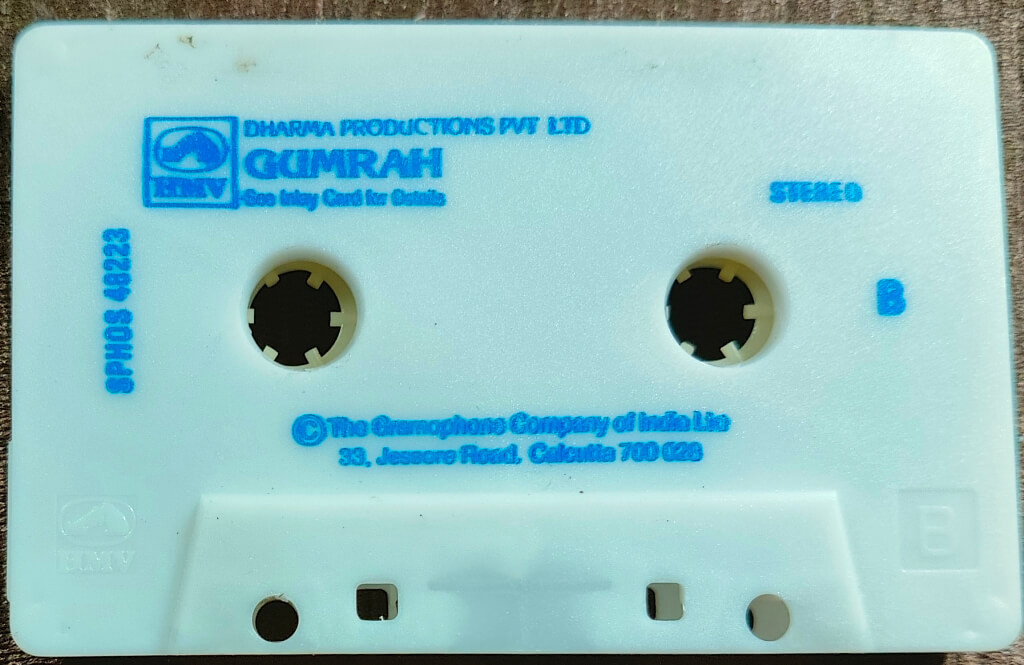 DHARMA PRODUCTIONS PVT LTD
HMV
GUMRAH
See Inlay Card for Details
STEREO
SPHOS 48223
B
© The Gramophone Company of India Ltd
33, Jessore Road, Calcutta 700 028
HMV
B